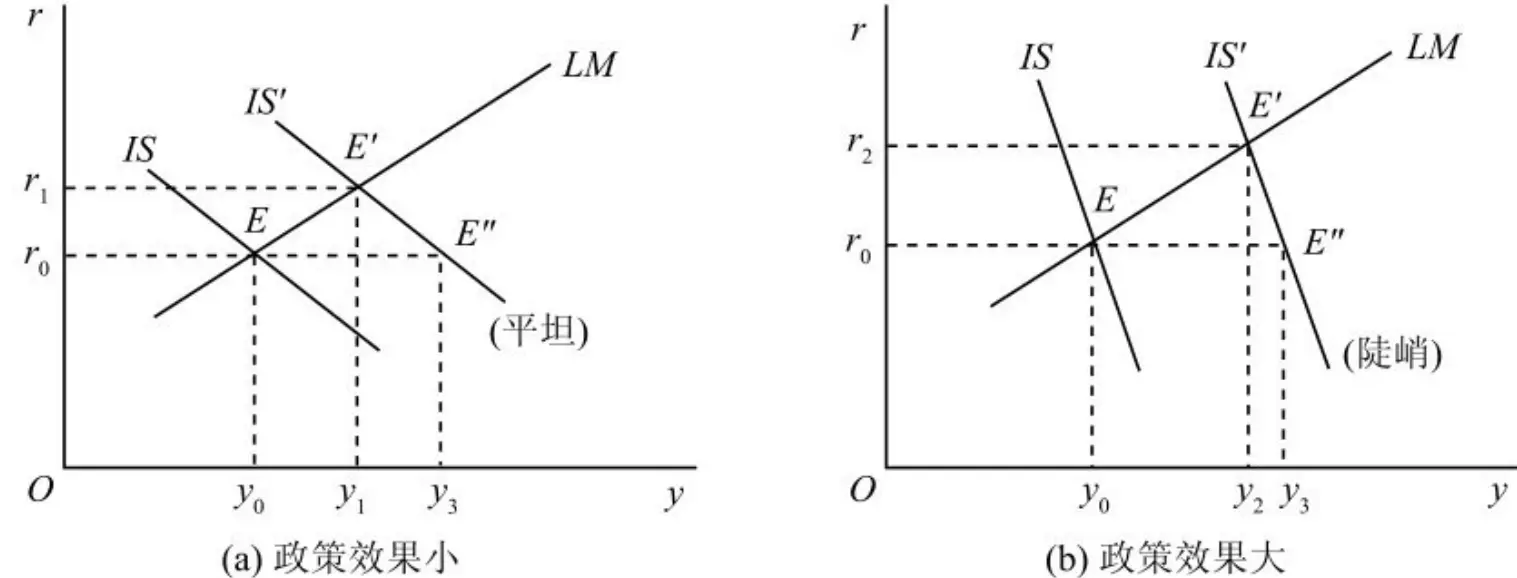 r
LM
IS'
E'
IS
r₁
E
E″
r₀
(平坦)
O
y₀
y₁
y₃
y
(a) 政策效果小
r
IS
IS'
LM
E'
r₂
E
r₀
E″
(陡峭)
O
y₀
y₂
y₃
y
(b) 政策效果大